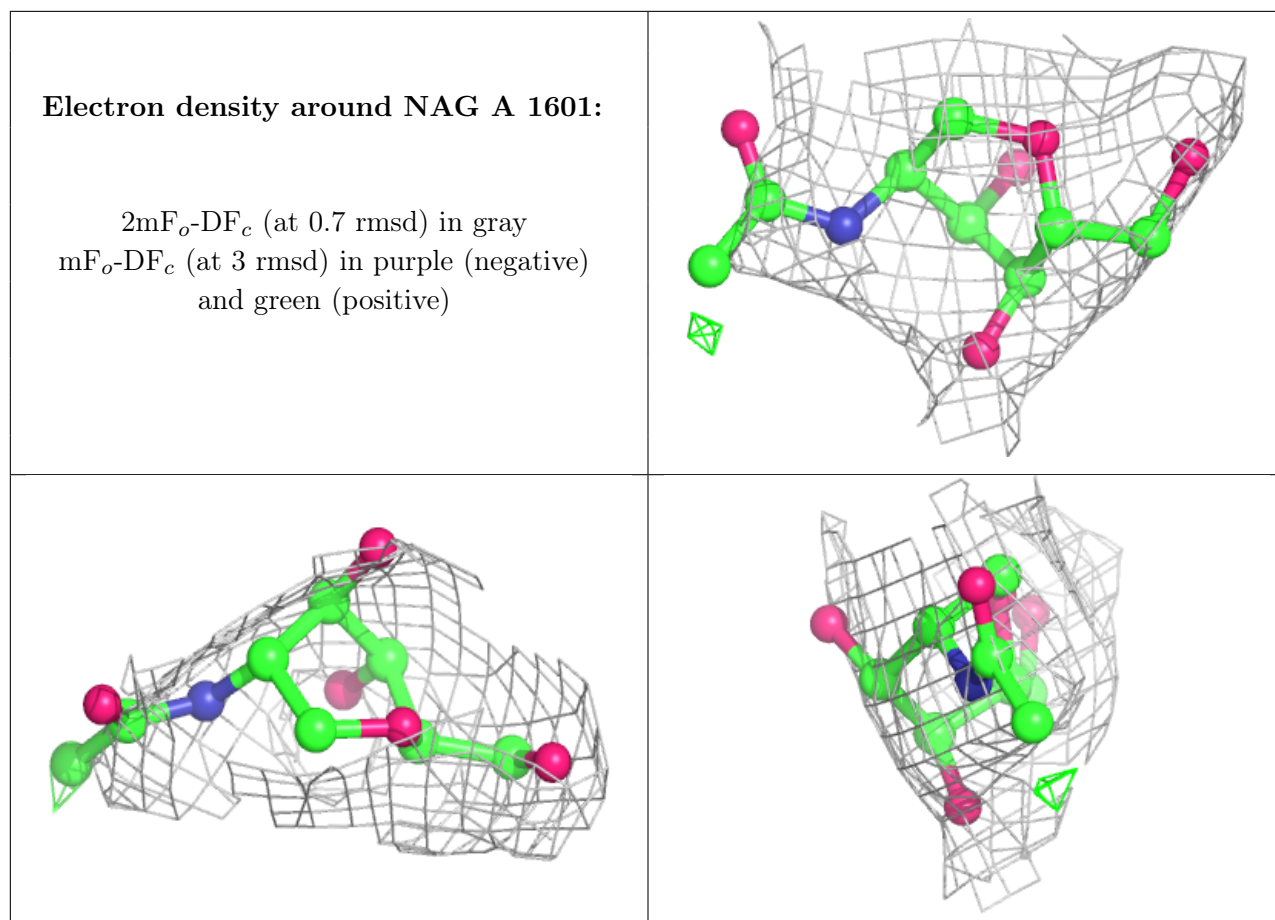 Electron density around NAG A 1601:
2mFo-DFc (at 0.7 rmsd) in gray
mFo-DFc (at 3 rmsd) in purple (negative)
and green (positive)